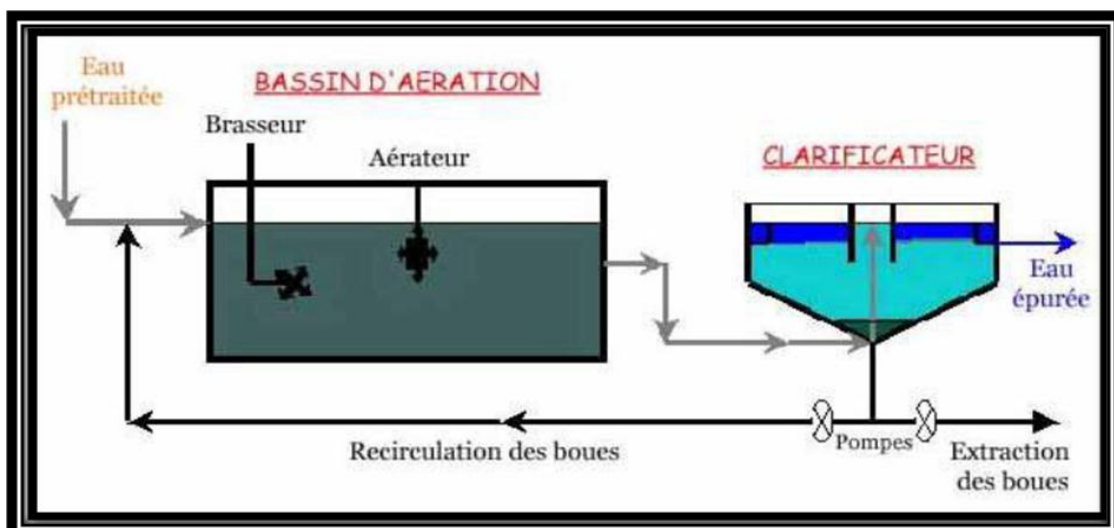 Eau
prétraitée
BASSIN D'AERATION
Brasseur
Aérateur
CLARIFICATEUR
Eau
épurée
Recirculation des boues
Pompes
Extraction
des boues